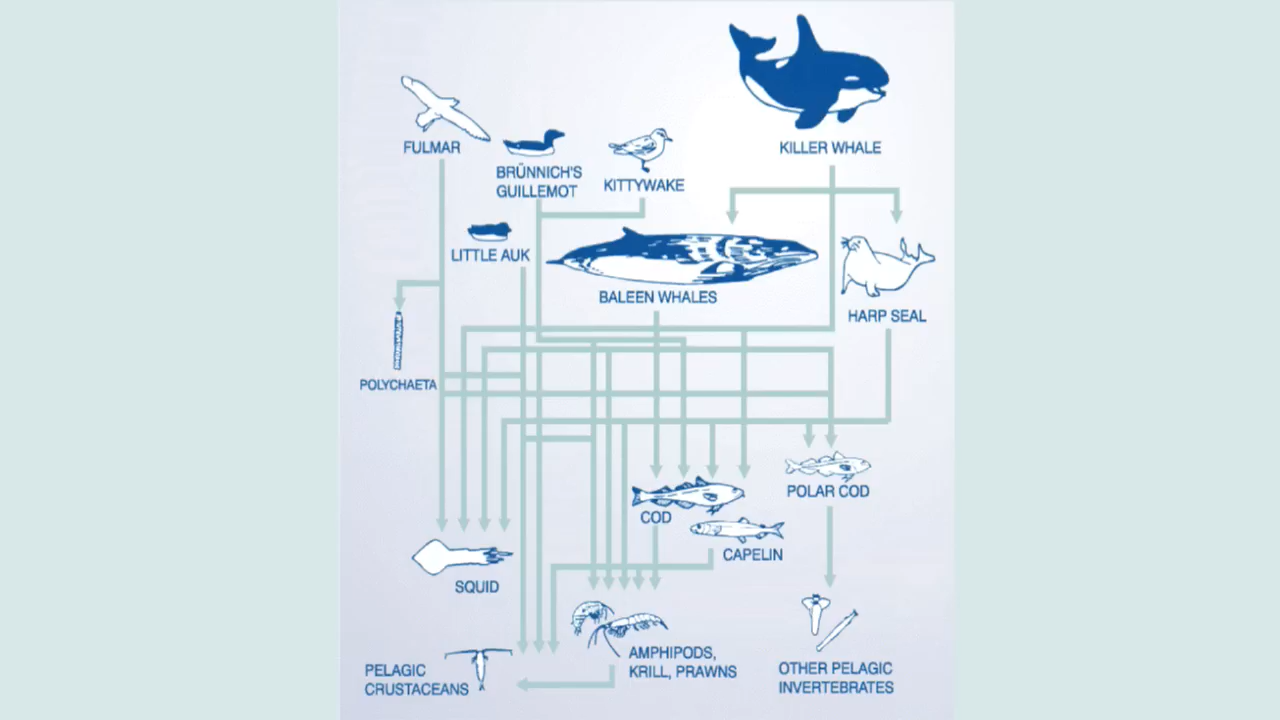 FULMAR
BRÜNNICH'S
GUILLEMOT
KITTYWAKE
KILLER WHALE
LITTLE AUK
BALEEN WHALES
HARP SEAL
POLYCHAETA
COD
POLAR COD
CAPELIN
SQUID
PELAGIC
CRUSTACEANS
AMPHIPODS,
KRILL, PRAWNS
OTHER PELAGIC
INVERTEBRATES